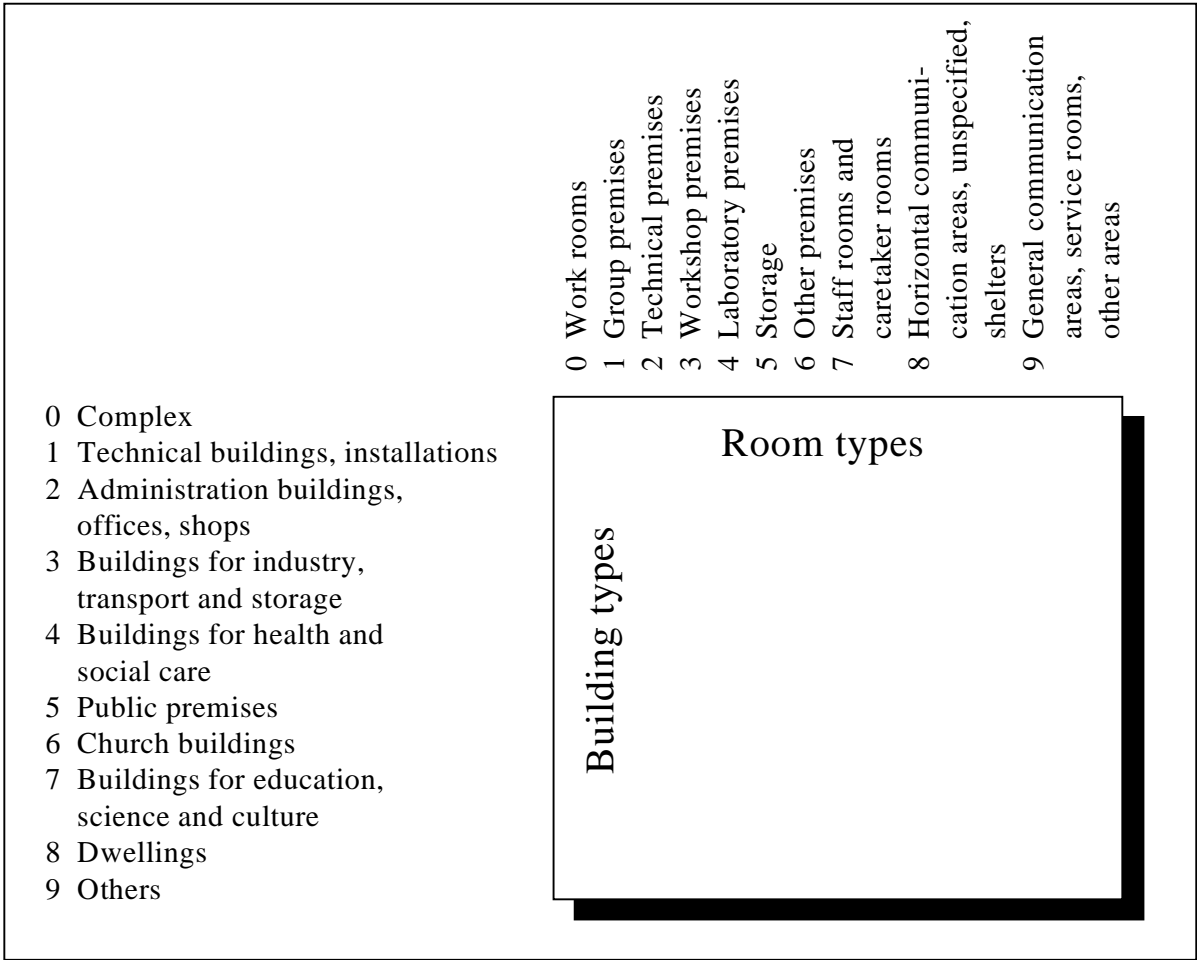 0 Work rooms
1 Group premises
2 Technical premises
3 Workshop premises
4 Laboratory premises
5 Storage
6 Other premises
7 Staff rooms and
caretaker rooms
8 Horizontal communi-
cation areas, unspecified,
shelters
9 General communication
areas, service rooms,
other areas
0 Complex
1 Technical buildings, installations
2 Administration buildings,
offices, shops
3 Buildings for industry,
transport and storage
4 Buildings for health and
social care
5 Public premises
6 Church buildings
7 Buildings for education,
science and culture
8 Dwellings
9 Others
Room types
Building types